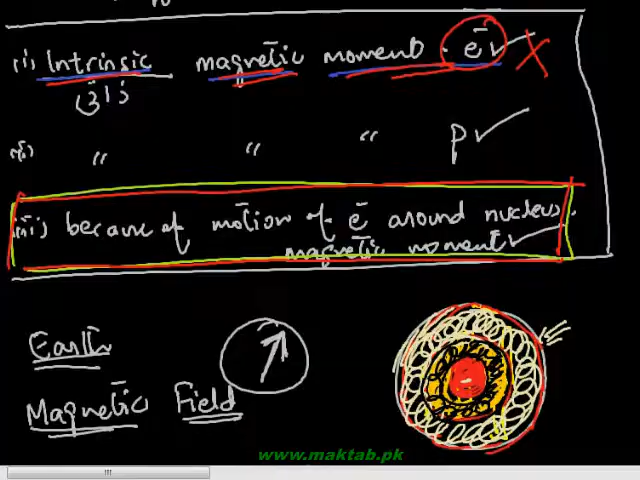 (i) Intrinsic magnetic moment . e̅ ✓ X
ذاتی
(ii) " " " P ✓
(iii) because of motion of e̅ around nucleus.
magnetic moment ✓
Earth
Magnetic Field
www.maktab.pk